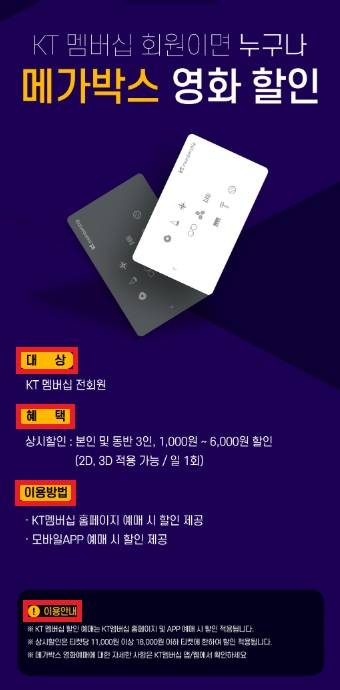 KT 멤버십 회원이면 누구나
메가박스 영화 할인
kt membership
kt membership
대 상
KT 멤버십 전회원
혜 택
상시할인 : 본인 및 동반 3인, 1,000원 ~ 6,000원 할인
(2D, 3D 적용 가능 / 일 1회)
이용방법
· KT멤버십 홈페이지 예매 시 할인 제공
· 모바일APP 예매 시 할인 제공
! 이용안내
※ KT 멤버십 할인 예매는 KT멤버십 홈페이지 및 APP 예매 시 할인 적용됩니다.
※ 상시할인은 티켓당 11,000원 이상 18,000원 이하 티켓에 한하여 할인 적용됩니다.
※ 메가박스 영화예매에 대한 자세한 사항은 KT멤버십 앱/웹에서 확인하세요